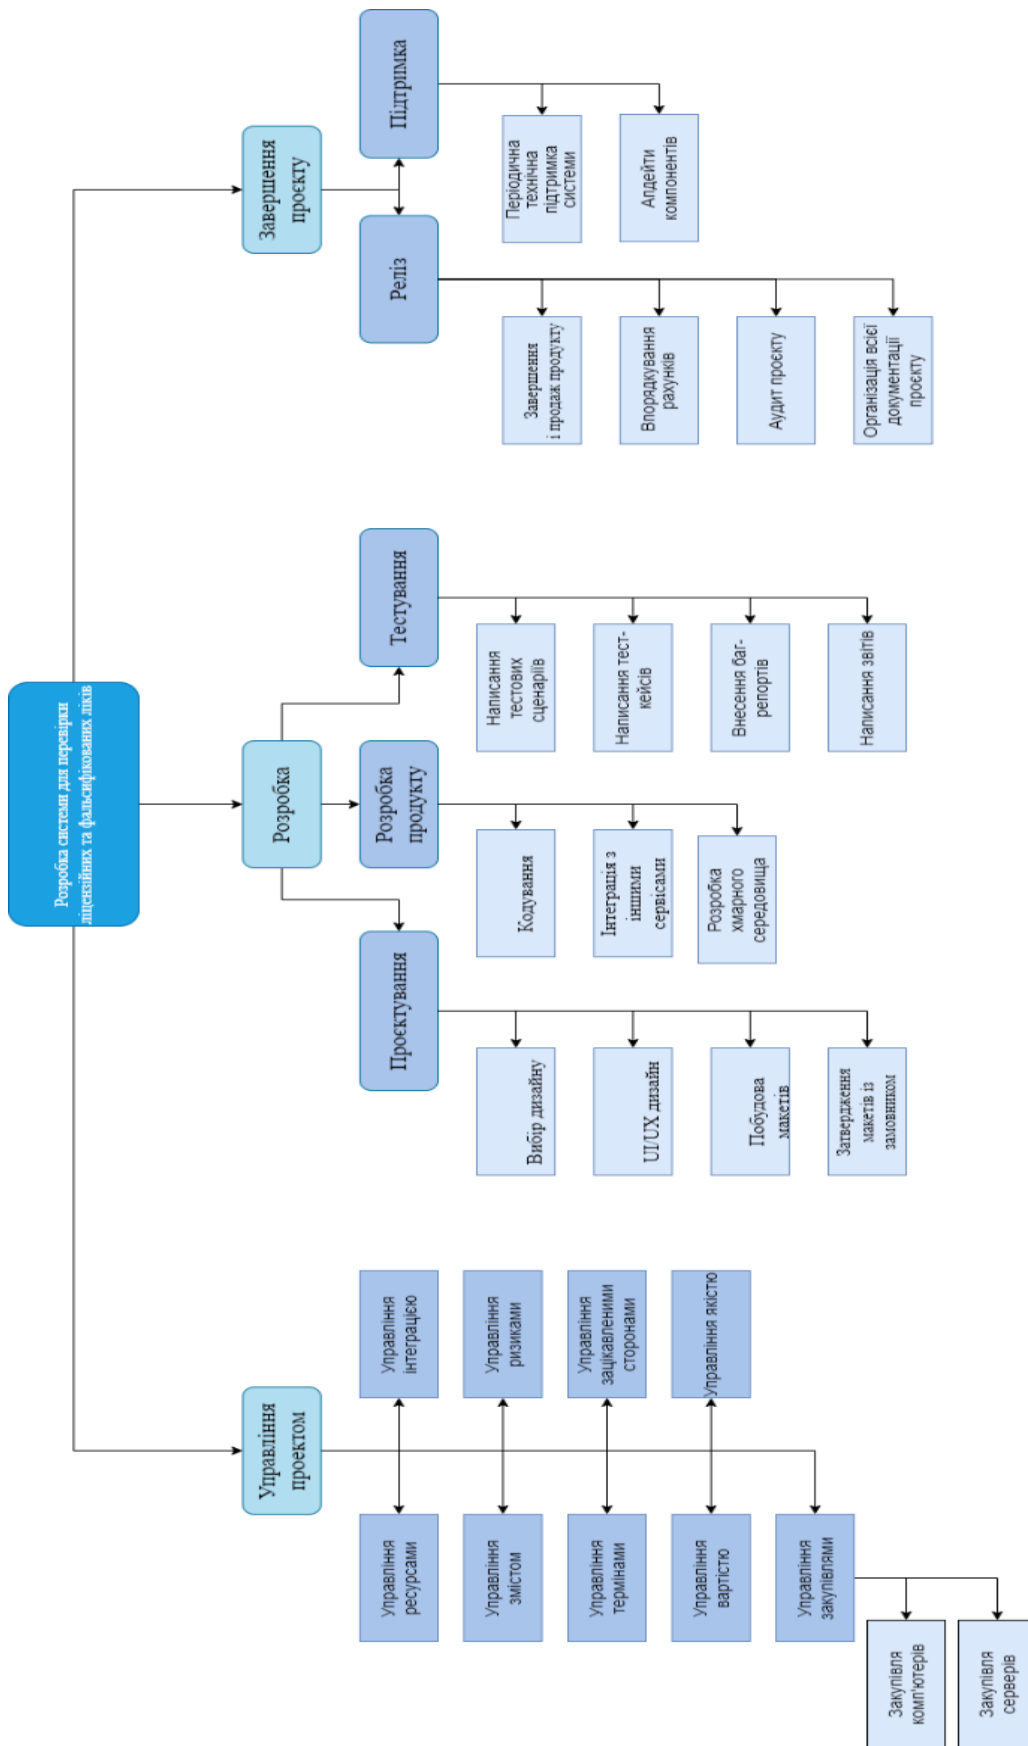 Розробка системи для перевірки
ліцензійних та фальсифікованих ліків
Управління
проектом
Розробка
Завершення
проєкту
Управління
ресурсами
Управління
інтеграцією
Управління
змістом
Управління
ризиками
Управління
термінами
Управління
зацікавленими
сторонами
Управління
вартістю
Управління якістю
Управління
закупівлями
Закупівля
комп'ютерів
Закупівля
серверів
Проєктування
Вибір дизайну
UI/UX дизайн
Побудова
макетів
Затвердження
макетів із
замовником
Розробка
продукту
Кодування
Інтеграція з
іншими
сервісами
Розробка
хмарного
середовища
Тестування
Написання
тестових
сценаріїв
Написання тест-
кейсів
Внесення баг-
репортів
Написання звітів
Реліз
Завершення
і продаж продукту
Впорядкування
рахунків
Аудит проєкту
Організація всієї
документації
проєкту
Підтримка
Періодична
технічна
підтримка
системи
Апдейти
компонентів